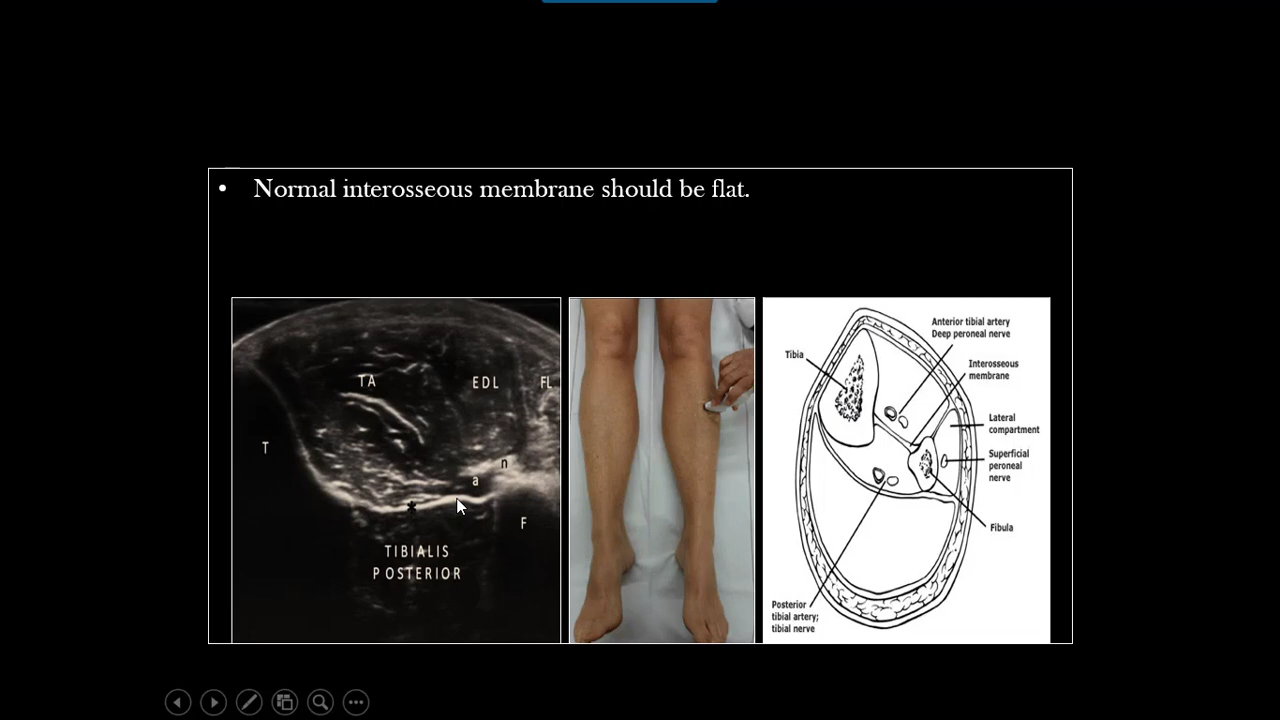 • Normal interosseous membrane should be flat.
TA
EDL
FL
T
n
a
F
TIBIALIS
POSTERIOR
Anterior tibial artery
Deep peroneal nerve
Tibia
Interosseous
membrane
Lateral
compartment
Superficial
peroneal
nerve
Fibula
Posterior
tibial artery;
tibial nerve